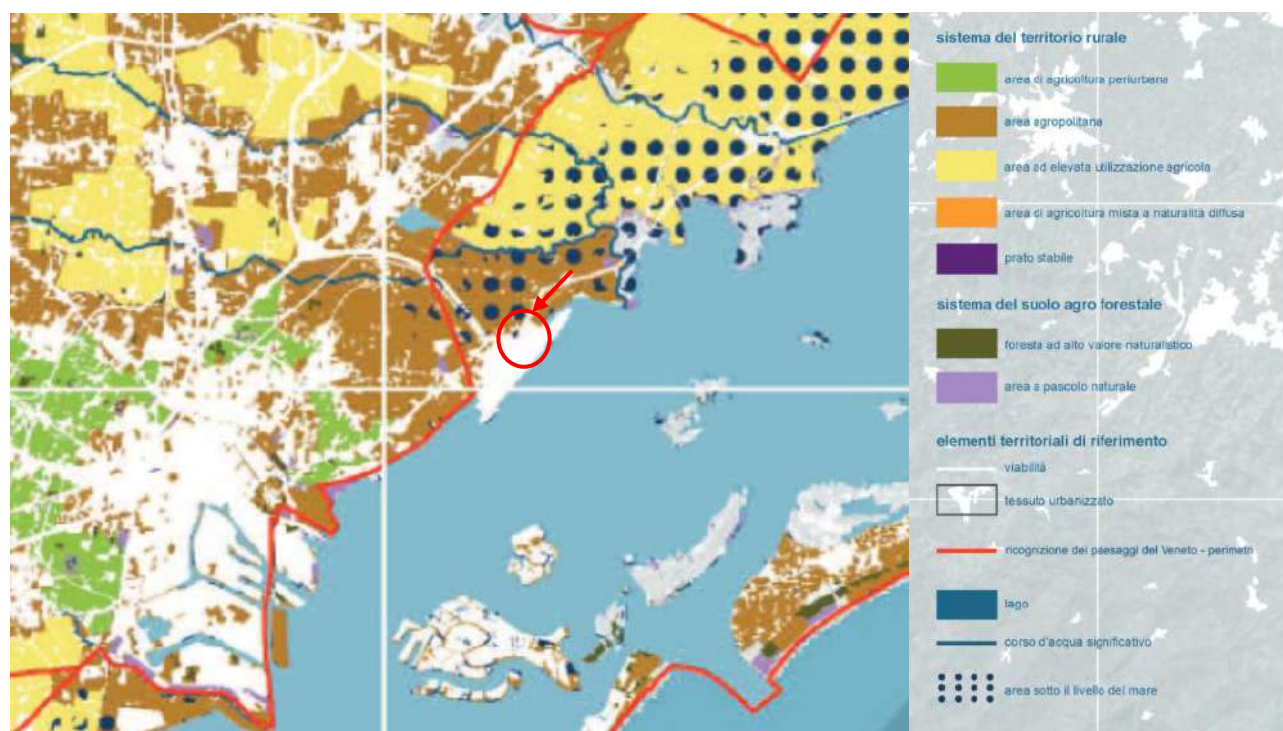 sistema del territorio rurale
area di agricoltura periurbana
area agropolitana
area ad elevata utilizzazione agricola
area di agricoltura mista a naturalità diffusa
prato stabile
sistema del suolo agro forestale
foresta ad alto valore naturalistico
area a pascolo naturale
elementi territoriali di riferimento
viabilità
tessuto urbanizzato
ricognizione dei paesaggi del Veneto - perimetri
lago
corso d'acqua significativo
area sotto il livello del mare